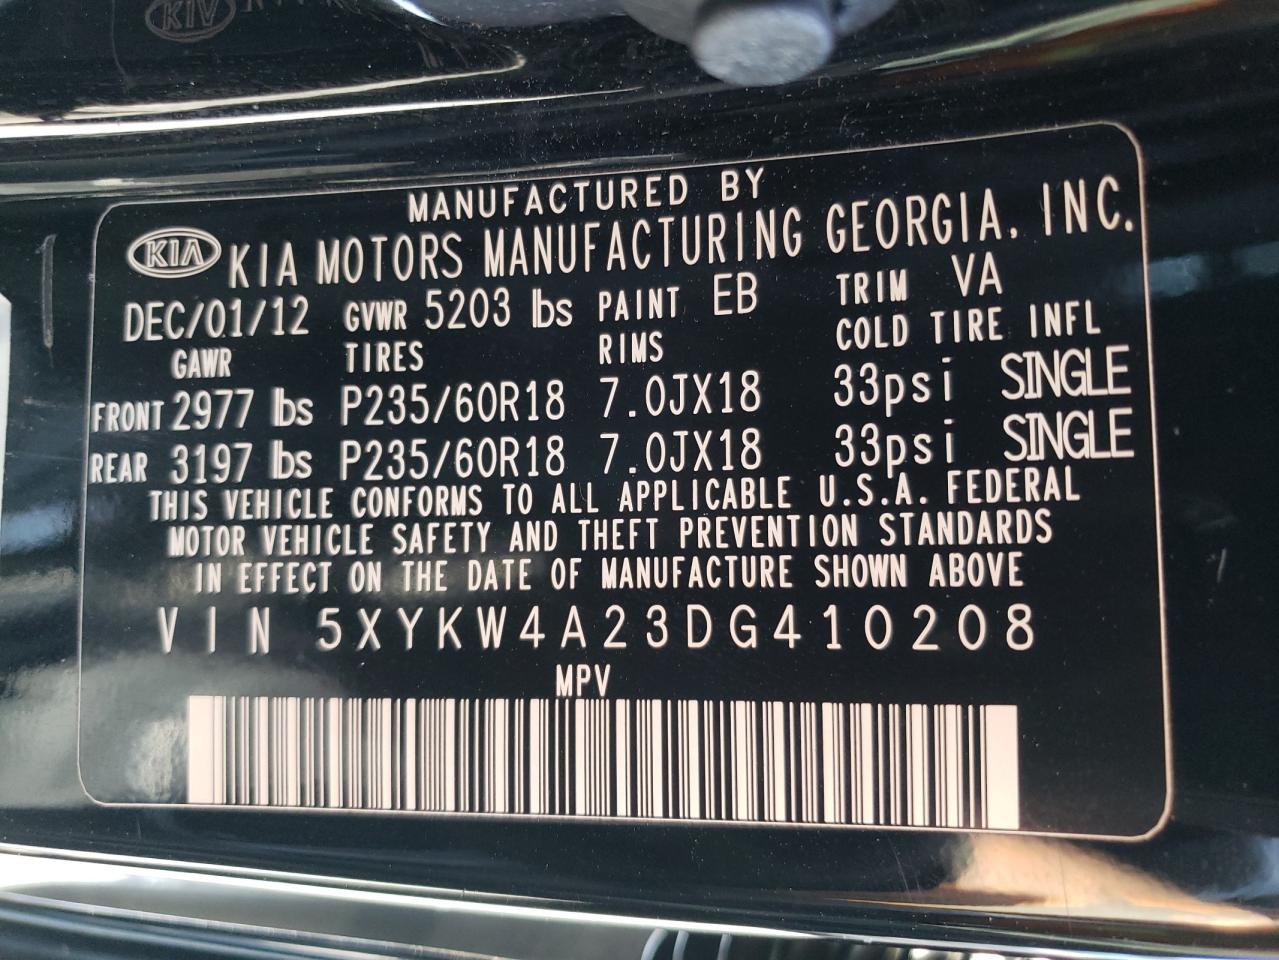 MANUFACTURED BY
KIA KIA MOTORS MANUFACTURING GEORGIA, INC.
DEC/01/12 GVWR 5203 lbs PAINT EB TRIM VA
GAWR TIRES RIMS COLD TIRE INFL
FRONT 2977 lbs P235/60R18 7.0JX18 33psi SINGLE
REAR 3197 lbs P235/60R18 7.0JX18 33psi SINGLE
THIS VEHICLE CONFORMS TO ALL APPLICABLE U.S.A. FEDERAL
MOTOR VEHICLE SAFETY AND THEFT PREVENTION STANDARDS
IN EFFECT ON THE DATE OF MANUFACTURE SHOWN ABOVE
VIN 5XYKW4A23DG410208
MPV